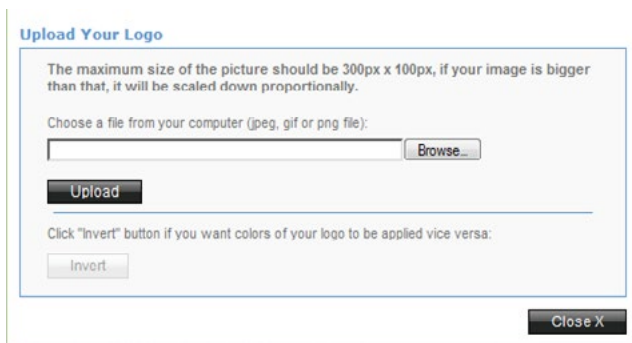 Upload Your Logo
The maximum size of the picture should be 300px x 100px, if your image is bigger
than that, it will be scaled down proportionally.
Choose a file from your computer (jpeg, gif or png file):
Browse...
Upload
Click "Invert" button if you want colors of your logo to be applied vice versa:
Invert
Close X